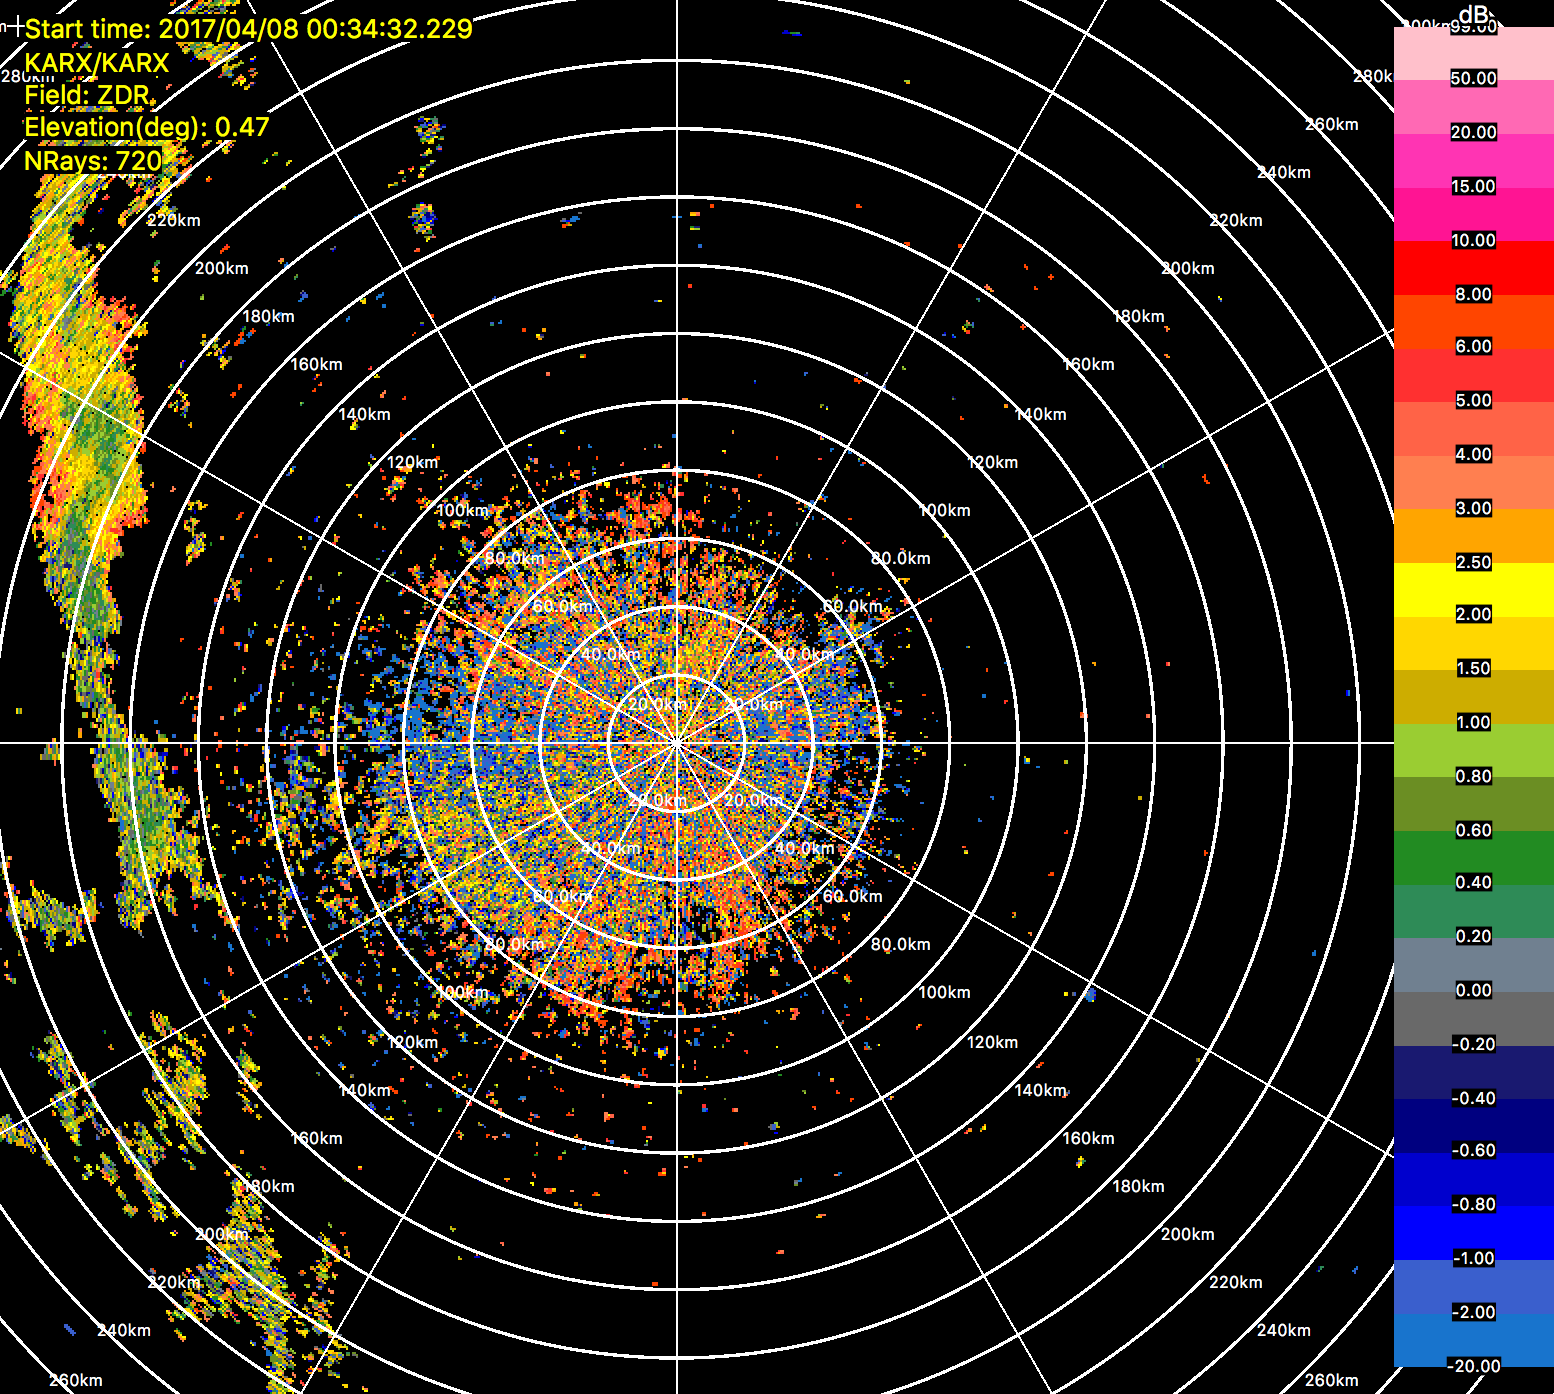 Start time: 2017/04/08 00:34:32.229
KARX/KARX
Field: ZDR
Elevation(deg): 0.47
NRays: 720
280km
220km
200km
180km
160km
140km
120km
100km
80.0km
60.0km
40.0km
20.0km
20.0km
40.0km
60.0km
80.0km
100km
120km
140km
160km
180km
200km
220km
240km
260km
280k
300km
20.0km
40.0km
60.0km
80.0km
100km
120km
140km
160km
180km
200km
220km
240km
260km
20.0km
40.0km
60.0km
80.0km
100km
120km
140km
160km
180km
200km
220km
240km
260km
dB
99.00
50.00
20.00
15.00
10.00
8.00
6.00
5.00
4.00
3.00
2.50
2.00
1.50
1.00
0.80
0.60
0.40
0.20
0.00
-0.20
-0.40
-0.60
-0.80
-1.00
-2.00
-20.00